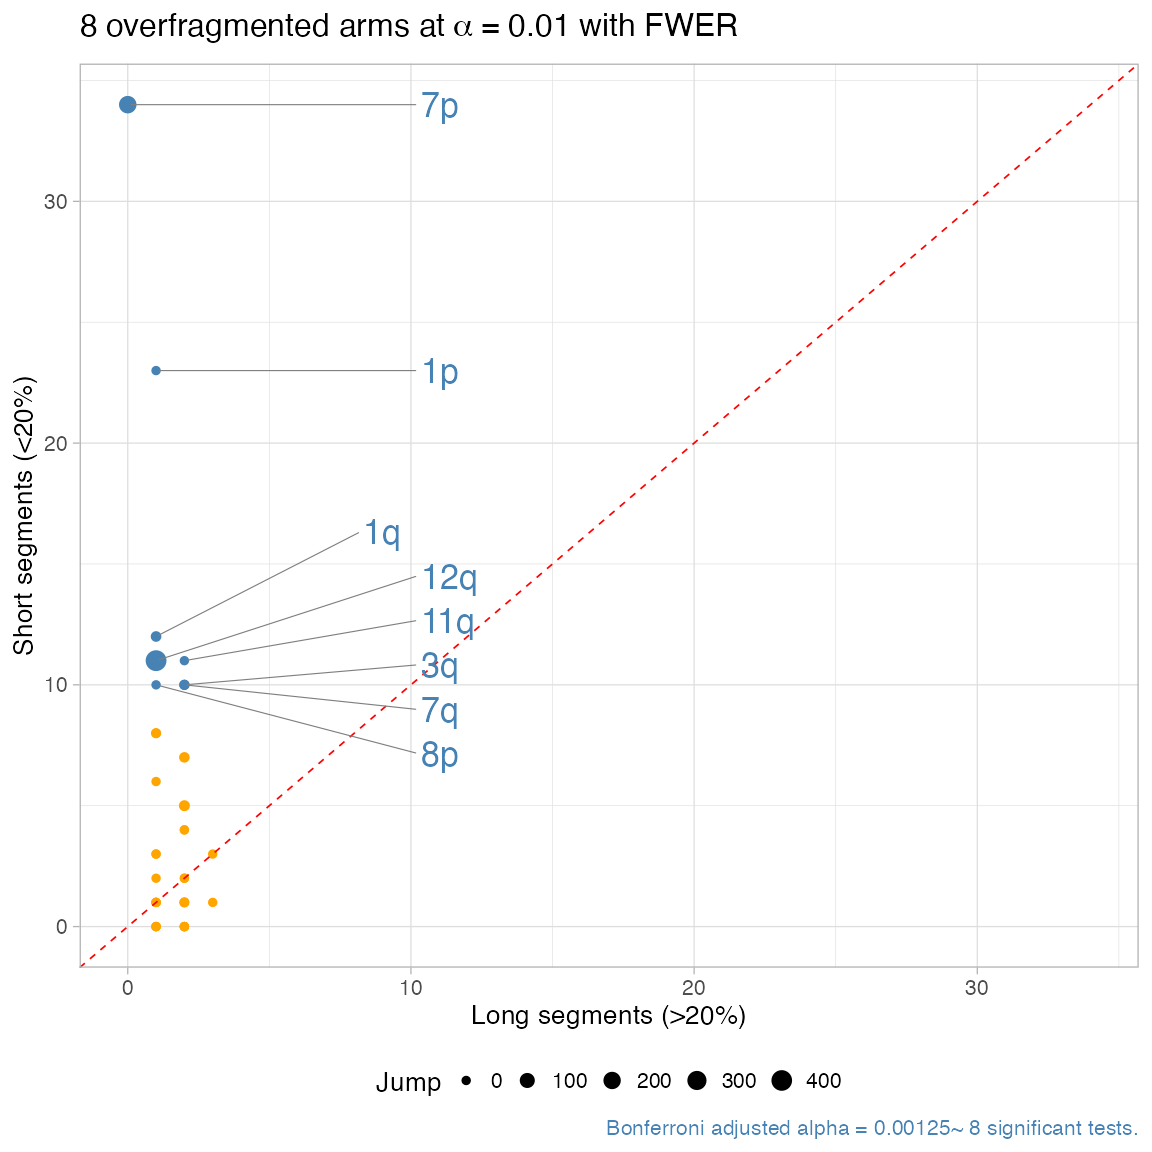 8 overfragmented arms at α = 0.01 with FWER
7p
30
1p
20
Short segments (<20%)
1q
12q
11q
3q
10
7q
8p
0
0 10 20 30
Long segments (>20%)
Jump 0 100 200 300 400
Bonferroni adjusted alpha = 0.00125~ 8 significant tests.